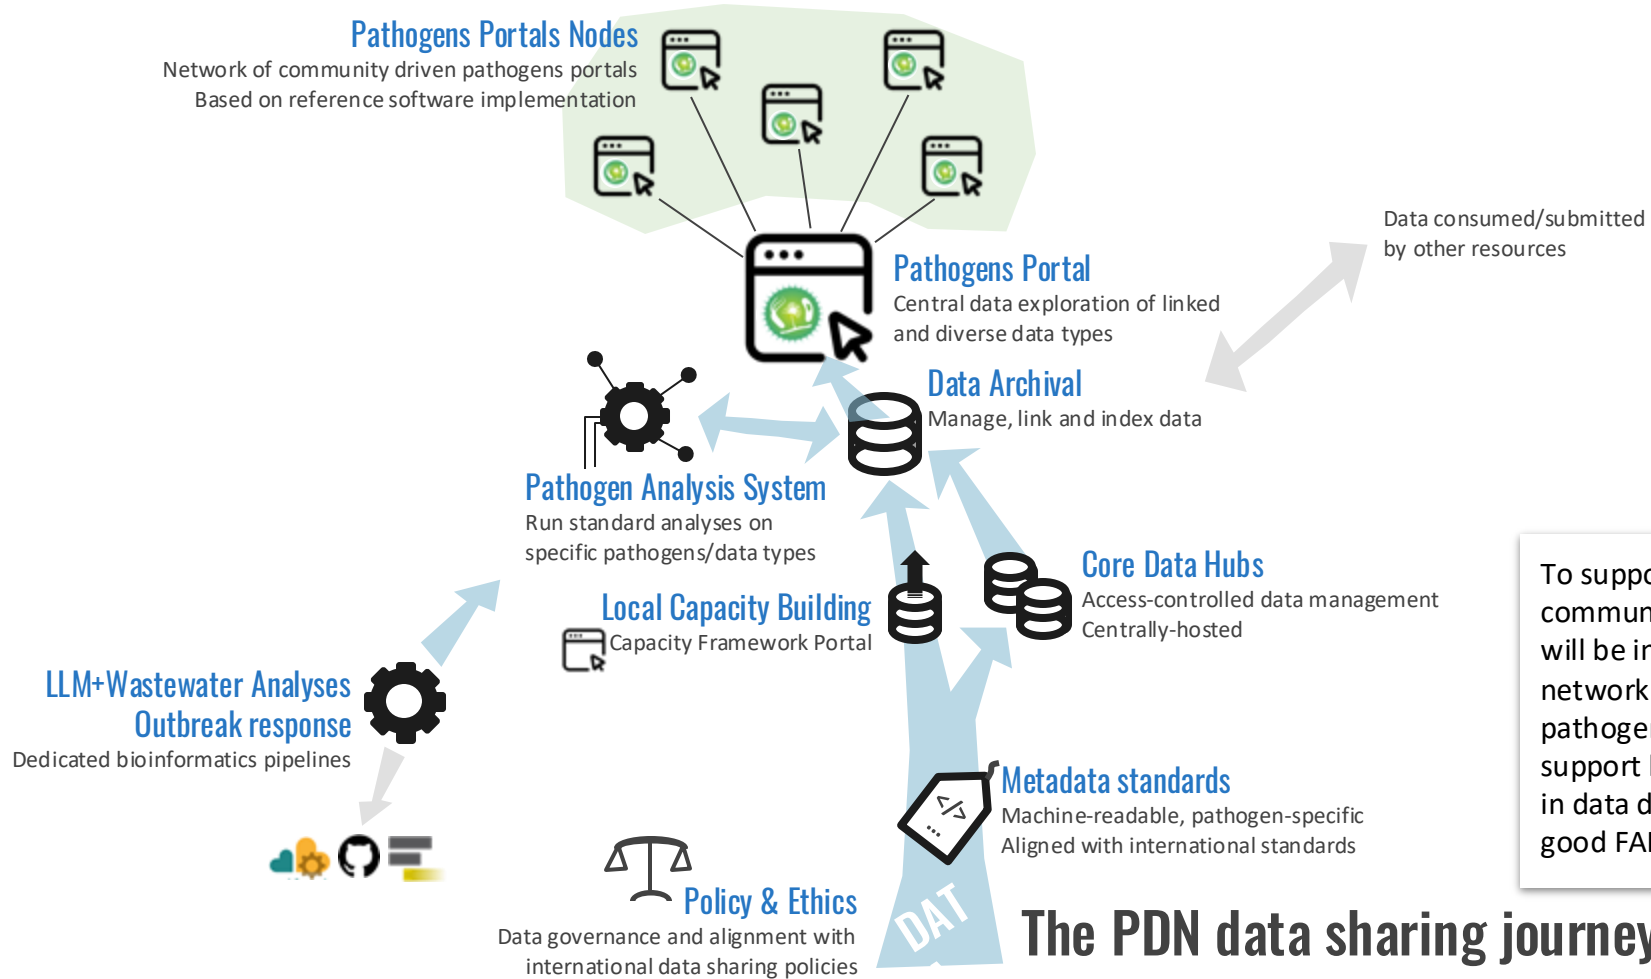 Pathogens Portals Nodes
Network of community driven pathogens portals
Based on reference software implementation
Data consumed/submitted
by other resources
Pathogens Portal
Central data exploration of linked
and diverse data types
Data Archival
Manage, link and index data
Pathogen Analysis System
Run standard analyses on
specific pathogens/data types
Core Data Hubs
Access-controlled data management
Centrally-hosted
Local Capacity Building
Capacity Framework Portal
LLM+Wastewater Analyses
Outbreak response
Dedicated bioinformatics pipelines
Metadata standards
Machine-readable, pathogen-specific
Aligned with international standards
</>
...
Policy & Ethics
Data governance and alignment with
international data sharing policies
DAT
The PDN data sharing journey
To suppo
commun
will be in
network
pathoge
support
in data d
good FAI